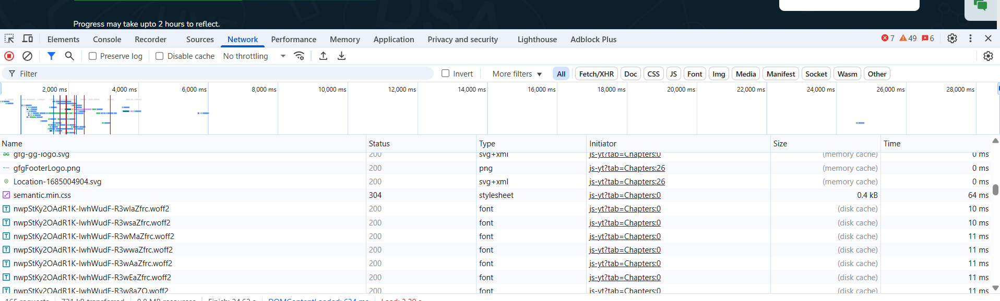 Progress may take upto 2 hours to reflect.
Elements Console Recorder Sources Network Performance Memory Application Privacy and security Lighthouse Adblock Plus 7 49 6
Preserve log Disable cache No throttling
Filter Invert More filters All Fetch/XHR Doc CSS JS Font Img Media Manifest Socket Wasm Other
2,000 ms 4,000 ms 6,000 ms 8,000 ms 10,000 ms 12,000 ms 14,000 ms 16,000 ms 18,000 ms 20,000 ms 22,000 ms 24,000 ms 26,000 ms 28,000 ms
Name Status Type Initiator Size Time
gfg-gg-logo.svg 200 svg+xml js-yt?tab=Chapters:0 (memory cache) 0 ms
gfgFooterLogo.png 200 png js-yt?tab=Chapters:26 (memory cache) 0 ms
Location-1685004904.svg 200 svg+xml js-yt?tab=Chapters:26 (memory cache) 0 ms
semantic.min.css 304 stylesheet js-yt?tab=Chapters:0 0.4 kB 64 ms
nwpStKy2OAdR1K-IwhWudF-R3wIaZfrc.woff2 200 font js-yt?tab=Chapters:0 (disk cache) 10 ms
nwpStKy2OAdR1K-IwhWudF-R3wsaZfrc.woff2 200 font js-yt?tab=Chapters:0 (disk cache) 10 ms
nwpStKy2OAdR1K-IwhWudF-R3wMaZfrc.woff2 200 font js-yt?tab=Chapters:0 (disk cache) 11 ms
nwpStKy2OAdR1K-IwhWudF-R3wwaZfrc.woff2 200 font js-yt?tab=Chapters:0 (disk cache) 11 ms
nwpStKy2OAdR1K-IwhWudF-R3wAaZfrc.woff2 200 font js-yt?tab=Chapters:0 (disk cache) 11 ms
nwpStKy2OAdR1K-IwhWudF-R3wEaZfrc.woff2 200 font js-yt?tab=Chapters:0 (disk cache) 11 ms
nwpStKy2OAdR1K-IwhWudF-R3w8aZQ.woff2 200 font js-yt?tab=Chapters:0 (disk cache) 11 ms
requests transferred resources Finish: DOMContentLoaded: ms Load: